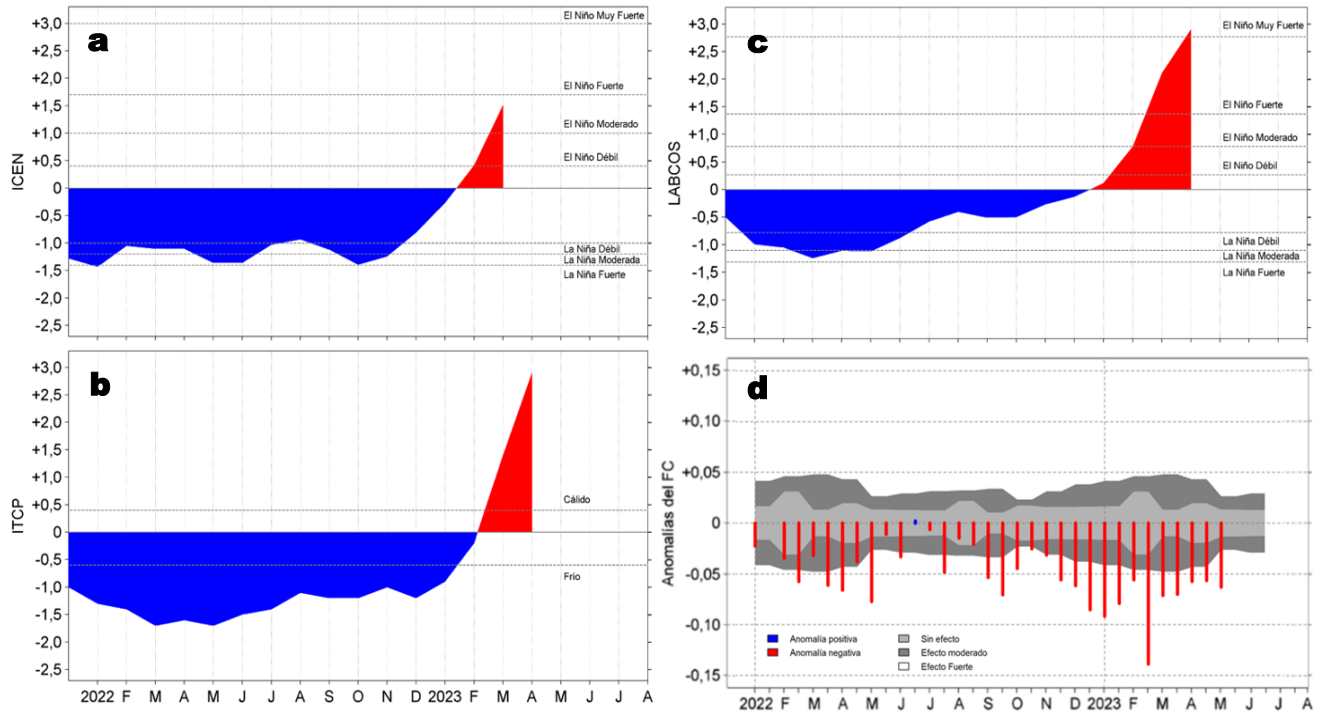 a
ICEN
+3,0
+2,5
+2,0
+1,5
+1,0
+0,5
0
-0,5
-1,0
-1,5
-2,0
-2,5
El Niño Muy Fuerte
El Niño Fuerte
El Niño Moderado
El Niño Débil
La Niña Débil
La Niña Moderada
La Niña Fuerte
c
LABCOS
+3,0
+2,5
+2,0
+1,5
+1,0
+0,5
0
-0,5
-1,0
-1,5
-2,0
-2,5
El Niño Muy Fuerte
El Niño Fuerte
El Niño Moderado
El Niño Débil
La Niña Débil
La Niña Moderada
La Niña Fuerte
b
ITCP
+3,0
+2,5
+2,0
+1,5
+1,0
+0,5
0
-0,5
-1,0
-1,5
-2,0
-2,5
Cálido
Frío
2022 F M A M J J A S O N D 2023 F M A M J J A
d
Anomalías del FC
+0,15
+0,10
+0,05
0
-0,05
-0,10
-0,15
Anomalía positiva
Anomalía negativa
Sin efecto
Efecto moderado
Efecto Fuerte
2022 F M A M J J A S O N D 2023 F M A M J J A